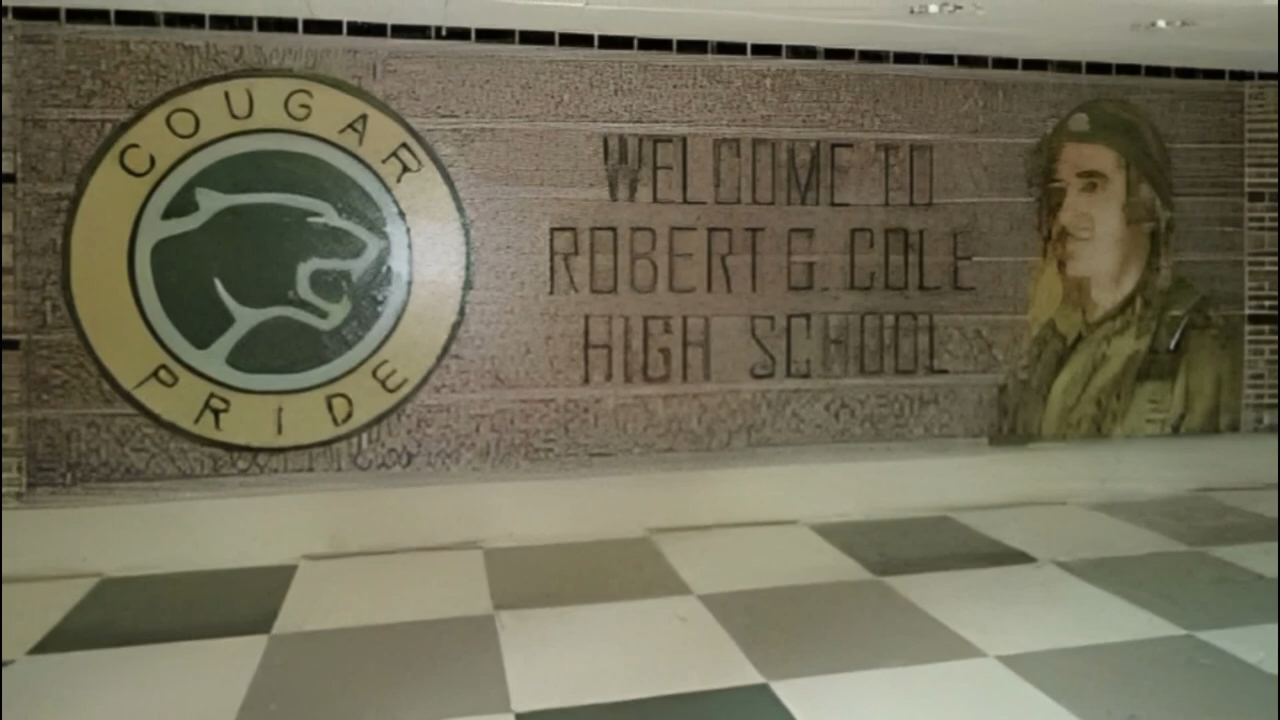 COUGAR
PRIDE
WELCOME TO
ROBERT G. COLE
HIGH SCHOOL